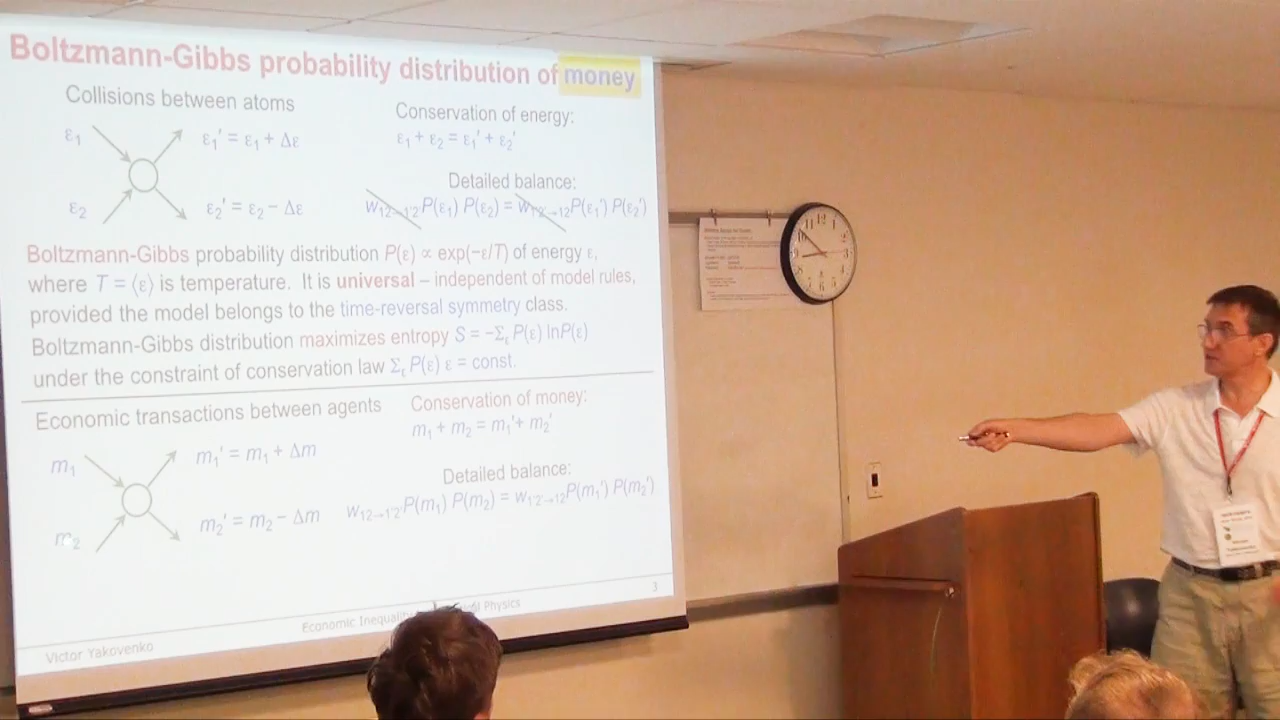 Boltzmann-Gibbs probability distribution of money
Collisions between atoms
Conservation of energy:
ε₁
ε₁′ = ε₁ + Δε
ε₁ + ε₂ = ε₁′ + ε₂′
Detailed balance:
ε₂
ε₂′ = ε₂ − Δε
w₁₂→₁′₂′P(ε₁) P(ε₂) = w₁′₂′→₁₂P(ε₁′) P(ε₂′)
Boltzmann-Gibbs probability distribution P(ε) ∝ exp(−ε/T) of energy ε,
where T = ⟨ε⟩ is temperature. It is universal – independent of model rules,
provided the model belongs to the time-reversal symmetry class.
Boltzmann-Gibbs distribution maximizes entropy S = −Σε P(ε) lnP(ε)
under the constraint of conservation law Σε P(ε) ε = const.
Economic transactions between agents
Conservation of money:
m₁
m₁′ = m₁ + Δm
m₁ + m₂ = m₁′ + m₂′
Detailed balance:
m₂
m₂′ = m₂ − Δm
w₁₂→₁′₂′P(m₁) P(m₂) = w₁′₂′→₁₂P(m₁′) P(m₂′)
3
Victor Yakovenko
Economic Inequality Physics